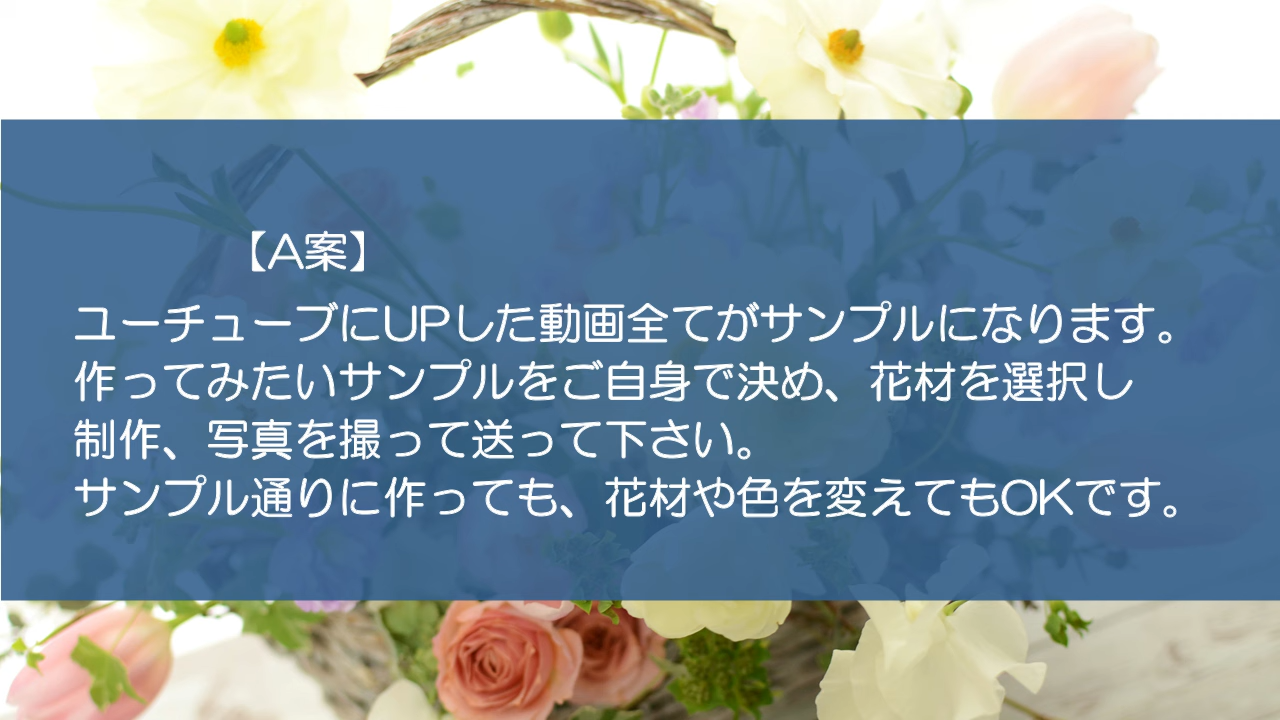 【A案】
ユーチューブにUPした動画全てがサンプルになります。
作ってみたいサンプルをご自身で決め、花材を選択し
制作、写真を撮って送って下さい。
サンプル通りに作っても、花材や色を変えてもOKです。